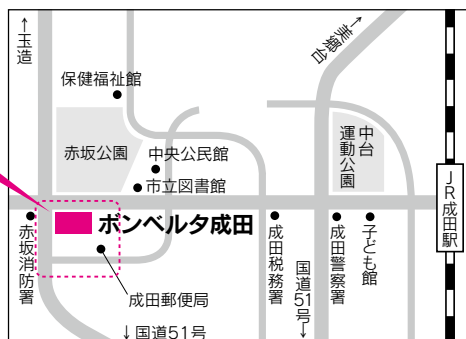 ↑玉造
↑美郷台
保健福祉館
赤坂公園
中央公民館
市立図書館
中台
運動公園
JR成田駅
ボンベルタ成田
赤坂消防署
成田郵便局
↓国道51号
成田税務署
国道51号→
成田警察署
子ども館